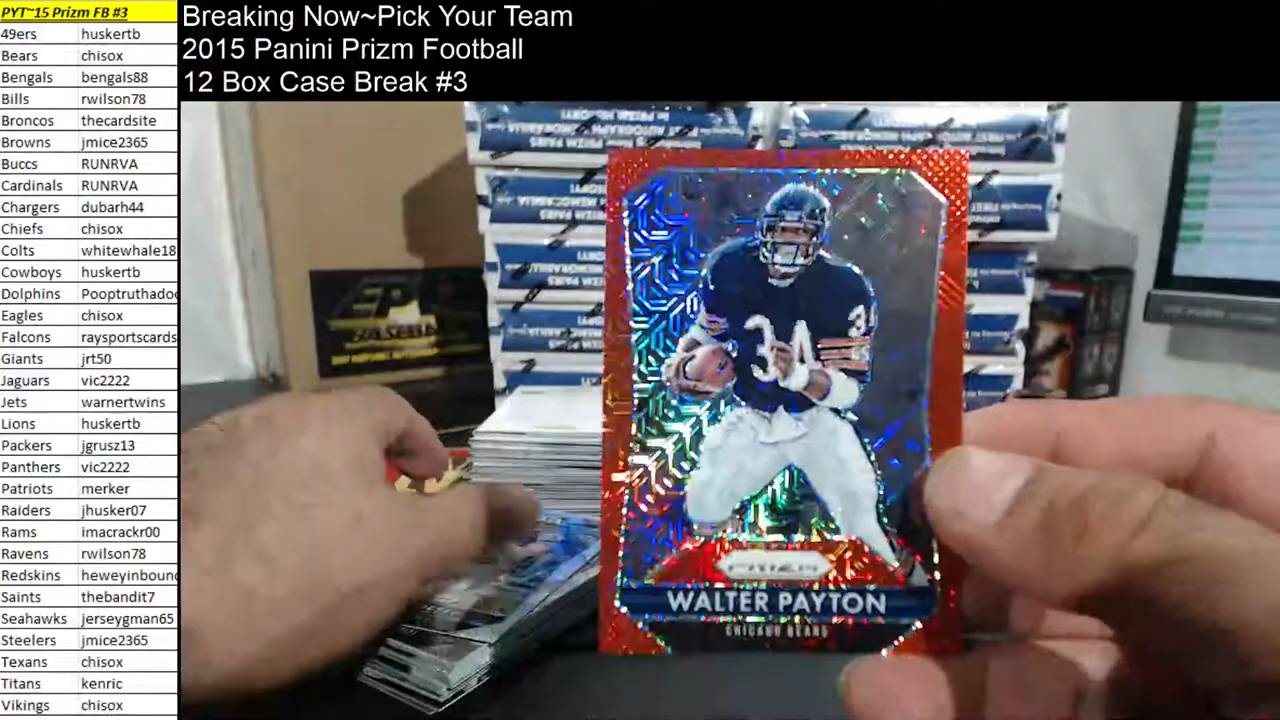 PYT~15 Prizm FB #3
49ers huskertb
Bears chisox
Bengals bengals88
Bills rwilson78
Broncos thecardsite
Browns jmice2365
Buccs RUNRVA
Cardinals RUNRVA
Chargers dubarh44
Chiefs chisox
Colts whitewhale18
Cowboys huskertb
Dolphins Pooptruthadoo
Eagles chisox
Falcons raysportscards
Giants jrt50
Jaguars vic2222
Jets warnertwins
Lions huskertb
Packers jgrusz13
Panthers vic2222
Patriots merker
Raiders jhusker07
Rams imacrackr00
Ravens rwilson78
Redskins heweyinbound
Saints thebandit7
Seahawks jerseygman65
Steelers jmice2365
Texans chisox
Titans kenric
Vikings chisox
Breaking Now~Pick Your Team
2015 Panini Prizm Football
12 Box Case Break #3
34
PRIZM
WALTER PAYTON
CHICAGO BEARS